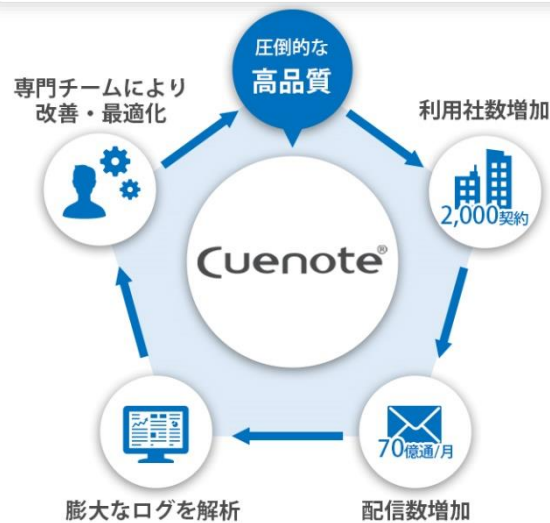 圧倒的な
高品質
専門チームにより
改善・最適化
利用社数増加
2,000契約
Cuenote®
70億通/月
膨大なログを解析
配信数増加